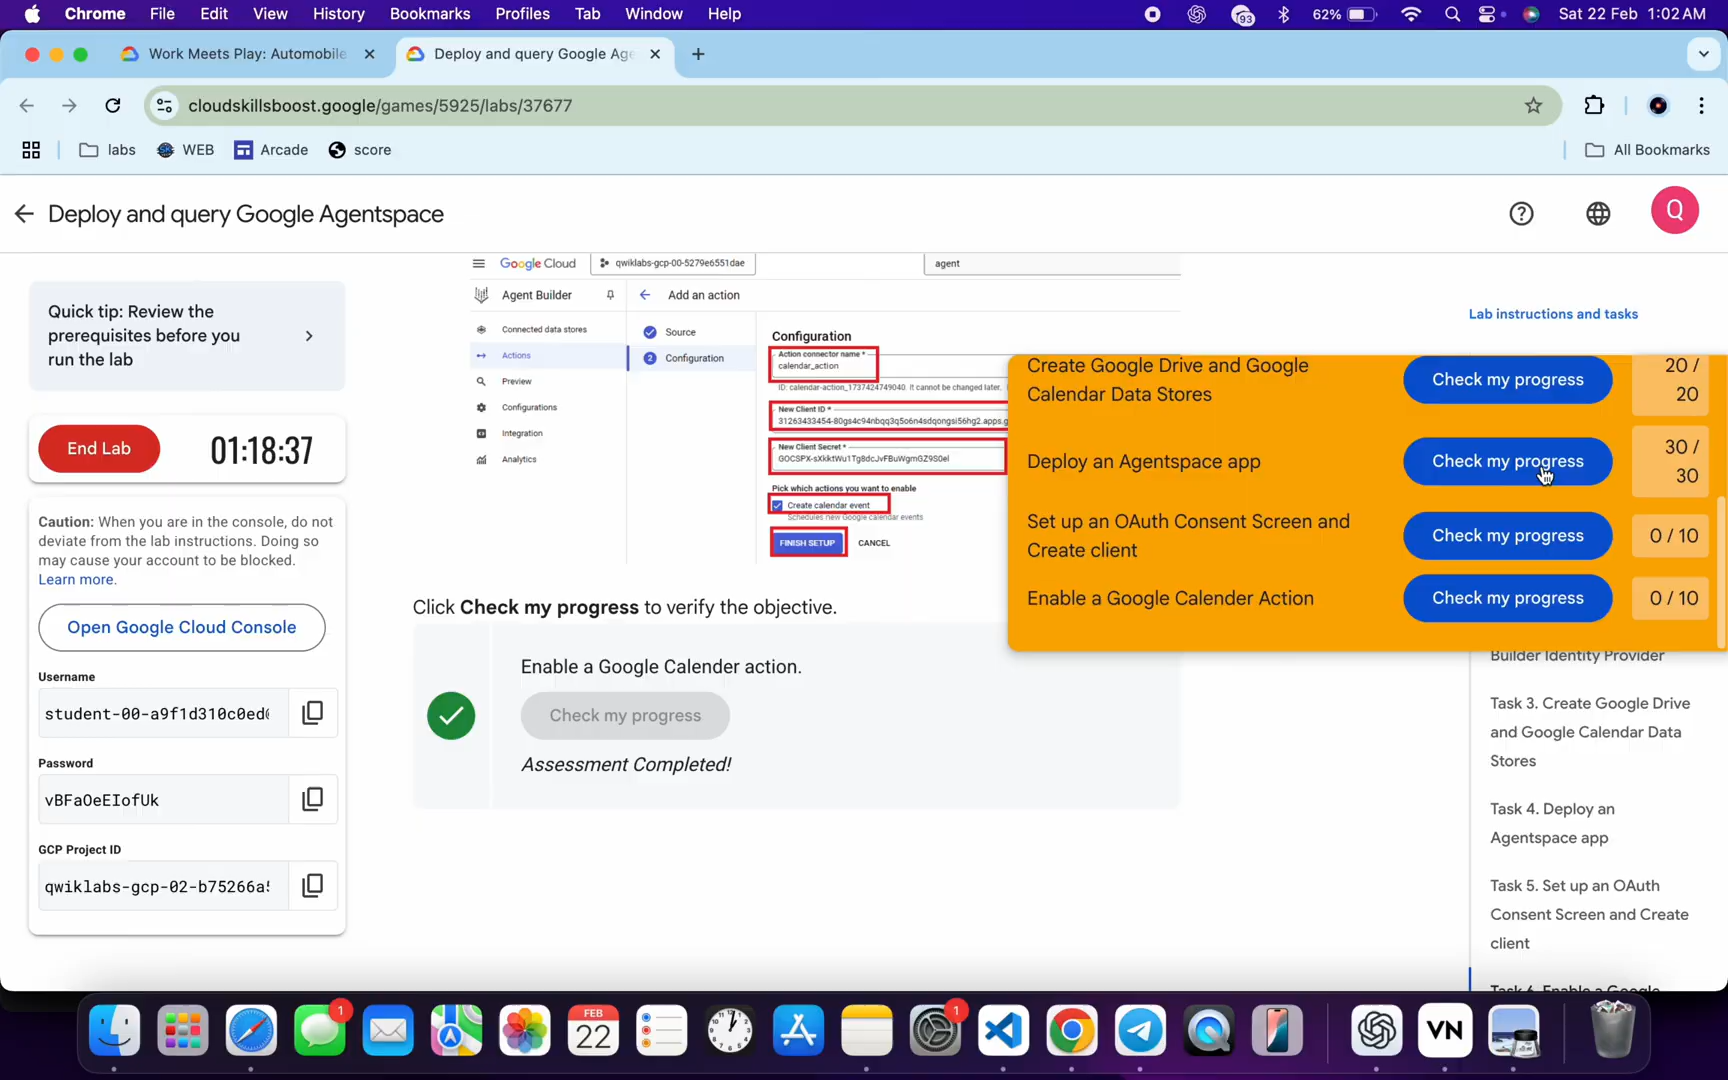 Chrome File Edit View History Bookmarks Profiles Tab Window Help 93 62% Sat 22 Feb 1:02 AM
Work Meets Play: Automobile Deploy and query Google Age
cloudskillsboost.google/games/5925/labs/37677
labs WEB Arcade score All Bookmarks
Deploy and query Google Agentspace
Q
Quick tip: Review the
prerequisites before you
run the lab
End Lab 01:18:37
Caution: When you are in the console, do not
deviate from the lab instructions. Doing so
may cause your account to be blocked.
Learn more.
Open Google Cloud Console
Username
student-00-a9f1d310c0ed
Password
vBFaOeEIofUk
GCP Project ID
qwiklabs-gcp-02-b75266a
Google Cloud qwiklabs-gcp-00-5279e6551dae agent
Agent Builder Add an action
Connected data stores
Actions
Preview
Configurations
Integration
Analytics
Source
2 Configuration
Configuration
Action connector name *
calendar_action
ID: calendar-action_1737424749040. It cannot be changed later.
New Client ID *
31263433454-80gs4c94nbqq3q5o6n4sdqongsi56hg2.apps.g
New Client Secret *
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
Pick which actions you want to enable
Create calendar event
Schedules new Google calendar events
FINISH SETUP CANCEL
Click Check my progress to verify the objective.
Enable a Google Calender action.
Check my progress
Assessment Completed!
Lab instructions and tasks
Create Google Drive and Google
Calendar Data Stores
Check my progress
20 /
20
Deploy an Agentspace app
Check my progress
30 /
30
Set up an OAuth Consent Screen and
Create client
Check my progress
0 / 10
Enable a Google Calender Action
Check my progress
0 / 10
Builder Identity Provider
Task 3. Create Google Drive
and Google Calendar Data
Stores
Task 4. Deploy an
Agentspace app
Task 5. Set up an OAuth
Consent Screen and Create
client
Task 6. Enable a Google
1
FEB
22
1
VN